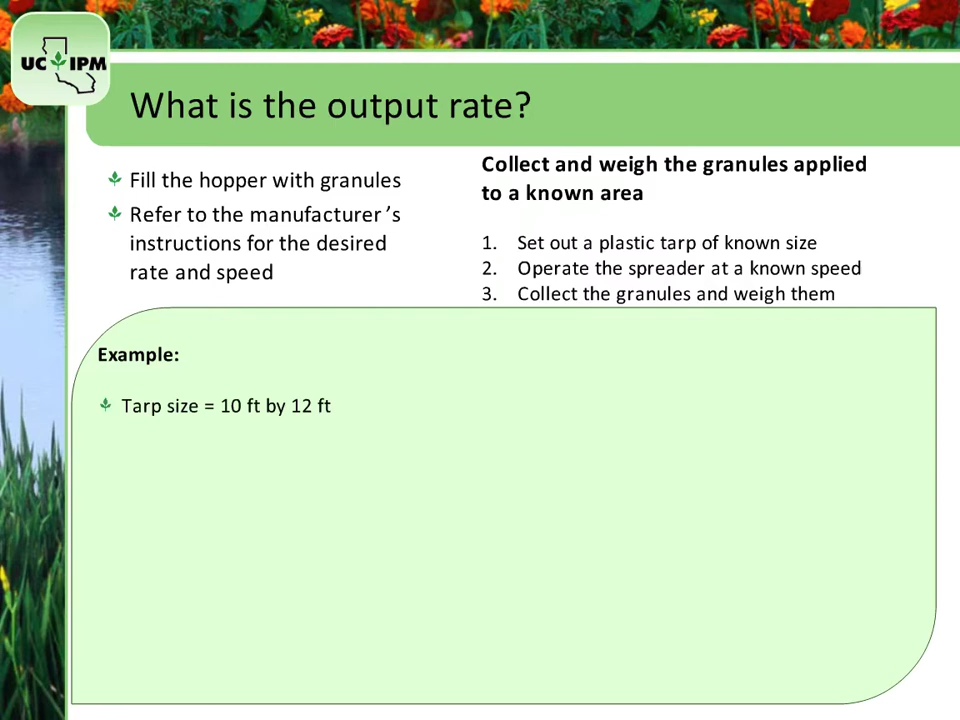 UC IPM
What is the output rate?
Fill the hopper with granules
Refer to the manufacturer's
instructions for the desired
rate and speed
Collect and weigh the granules applied
to a known area
1. Set out a plastic tarp of known size
2. Operate the spreader at a known speed
3. Collect the granules and weigh them
Example:
Tarp size = 10 ft by 12 ft